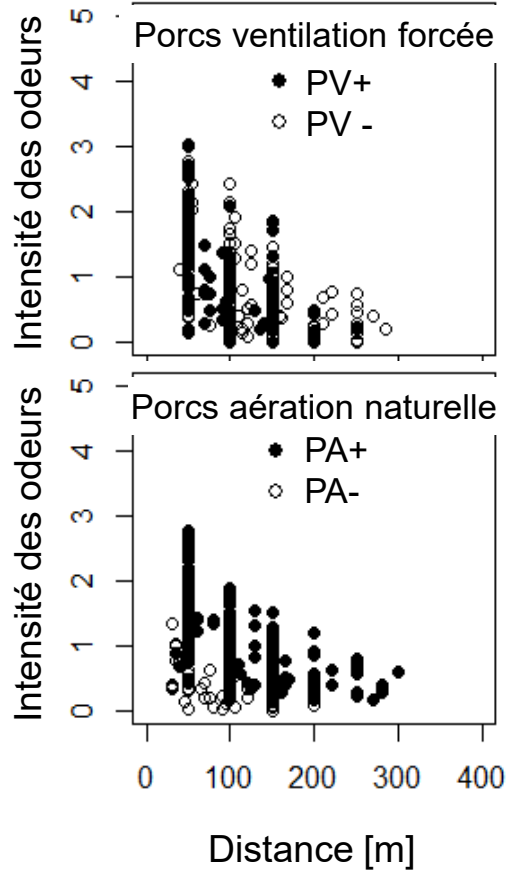 Porcs ventilation forcée
PV+
PV -
Intensité des odeurs
5
4
3
2
1
0
Porcs aération naturelle
PA+
PA-
Intensité des odeurs
5
4
3
2
1
0
0 100 200 300 400
Distance [m]